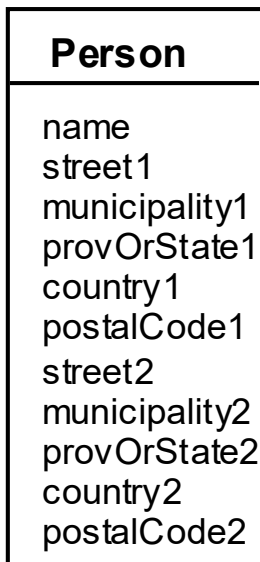 Person
name
street1
municipality1
provOrState1
country1
postalCode1
street2
municipality2
provOrState2
country2
postalCode2